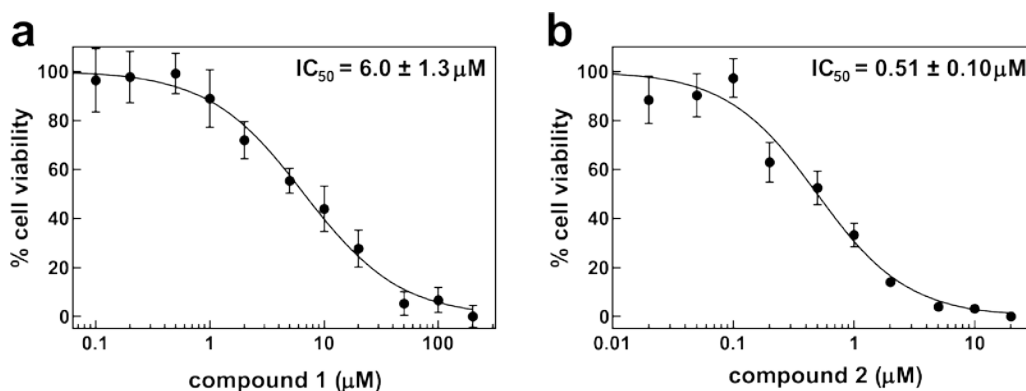 a
IC50 = 6.0 ± 1.3 μM
% cell viability
100
80
60
40
20
0
0.1 1 10 100
compound 1 (μM)
b
IC50 = 0.51 ± 0.10 μM
% cell viability
100
80
60
40
20
0
0.01 0.1 1 10
compound 2 (μM)